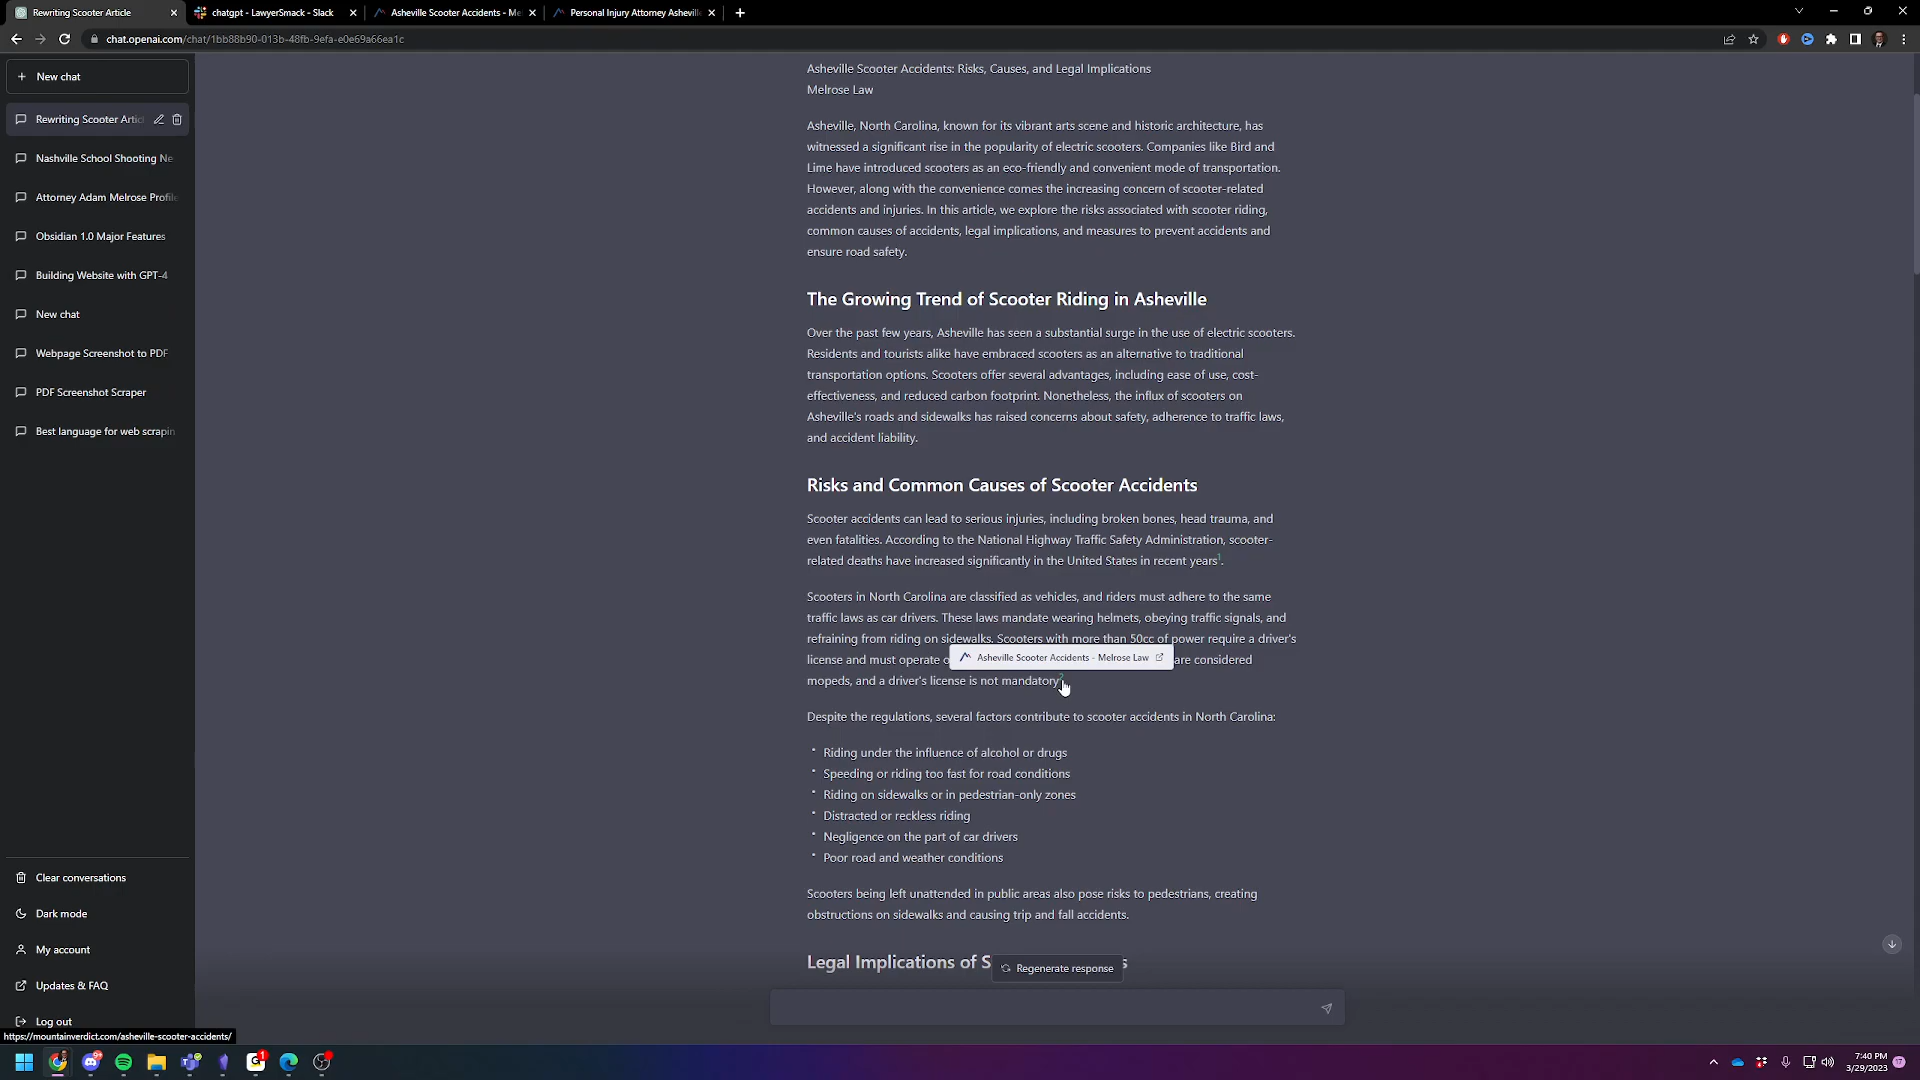 Rewriting Scooter Article
chatgpt - LawyerSmack - Slack
Asheville Scooter Accidents - Me
Personal Injury Attorney Ashevill
chat.openai.com/chat/1bb88b90-013b-48fb-9efa-e0e69a66ea1c
New chat
Rewriting Scooter Artic
Nashville School Shooting Ne
Attorney Adam Melrose Profile
Obsidian 1.0 Major Features
Building Website with GPT-4
New chat
Webpage Screenshot to PDF
PDF Screenshot Scraper
Best language for web scrapin
Clear conversations
Dark mode
My account
Updates & FAQ
Log out
https://mountainverdict.com/asheville-scooter-accidents/
Asheville Scooter Accidents: Risks, Causes, and Legal Implications
Melrose Law
Asheville, North Carolina, known for its vibrant arts scene and historic architecture, has
witnessed a significant rise in the popularity of electric scooters. Companies like Bird and
Lime have introduced scooters as an eco-friendly and convenient mode of transportation.
However, along with the convenience comes the increasing concern of scooter-related
accidents and injuries. In this article, we explore the risks associated with scooter riding,
common causes of accidents, legal implications, and measures to prevent accidents and
ensure road safety.
The Growing Trend of Scooter Riding in Asheville
Over the past few years, Asheville has seen a substantial surge in the use of electric scooters.
Residents and tourists alike have embraced scooters as an alternative to traditional
transportation options. Scooters offer several advantages, including ease of use, cost-
effectiveness, and reduced carbon footprint. Nonetheless, the influx of scooters on
Asheville's roads and sidewalks has raised concerns about safety, adherence to traffic laws,
and accident liability.
Risks and Common Causes of Scooter Accidents
Scooter accidents can lead to serious injuries, including broken bones, head trauma, and
even fatalities. According to the National Highway Traffic Safety Administration, scooter-
related deaths have increased significantly in the United States in recent years1.
Scooters in North Carolina are classified as vehicles, and riders must adhere to the same
traffic laws as car drivers. These laws mandate wearing helmets, obeying traffic signals, and
refraining from riding on sidewalks. Scooters with more than 50cc of power require a driver's
license and must operate o
Asheville Scooter Accidents - Melrose Law
are considered
mopeds, and a driver's license is not mandatory2
Despite the regulations, several factors contribute to scooter accidents in North Carolina:
• Riding under the influence of alcohol or drugs
• Speeding or riding too fast for road conditions
• Riding on sidewalks or in pedestrian-only zones
• Distracted or reckless riding
• Negligence on the part of car drivers
• Poor road and weather conditions
Scooters being left unattended in public areas also pose risks to pedestrians, creating
obstructions on sidewalks and causing trip and fall accidents.
Legal Implications of S
s
Regenerate response
7:40 PM
3/29/2023
17